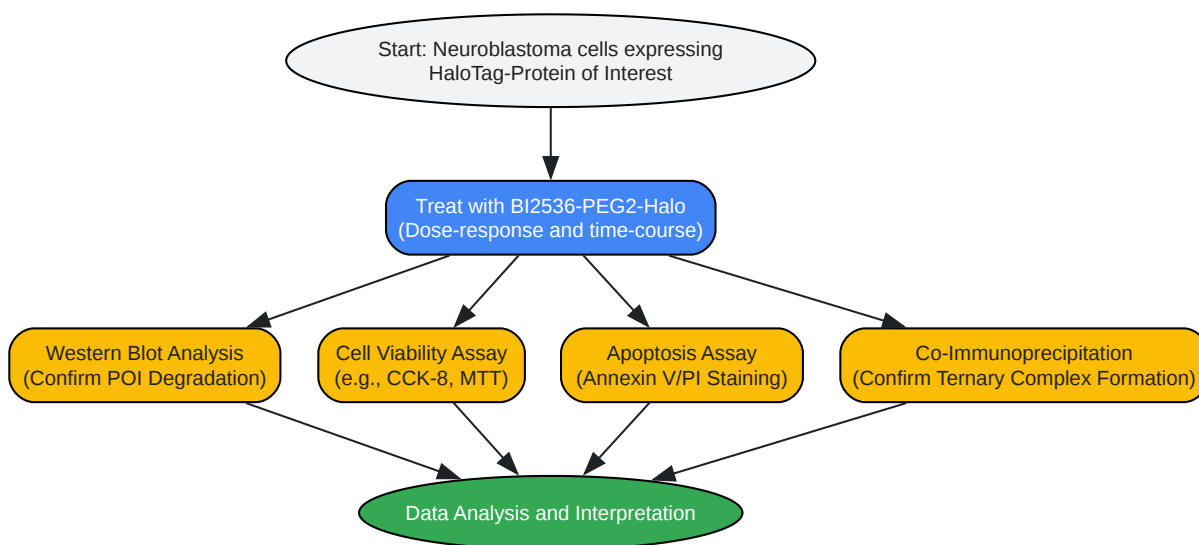 Start: Neuroblastoma cells expressing
HaloTag-Protein of Interest
Treat with BI2536-PEG2-Halo
(Dose-response and time-course)
Western Blot Analysis
(Confirm POI Degradation)
Cell Viability Assay
(e.g., CCK-8, MTT)
Apoptosis Assay
(Annexin V/PI Staining)
Co-Immunoprecipitation
(Confirm Ternary Complex Formation)
Data Analysis and Interpretation